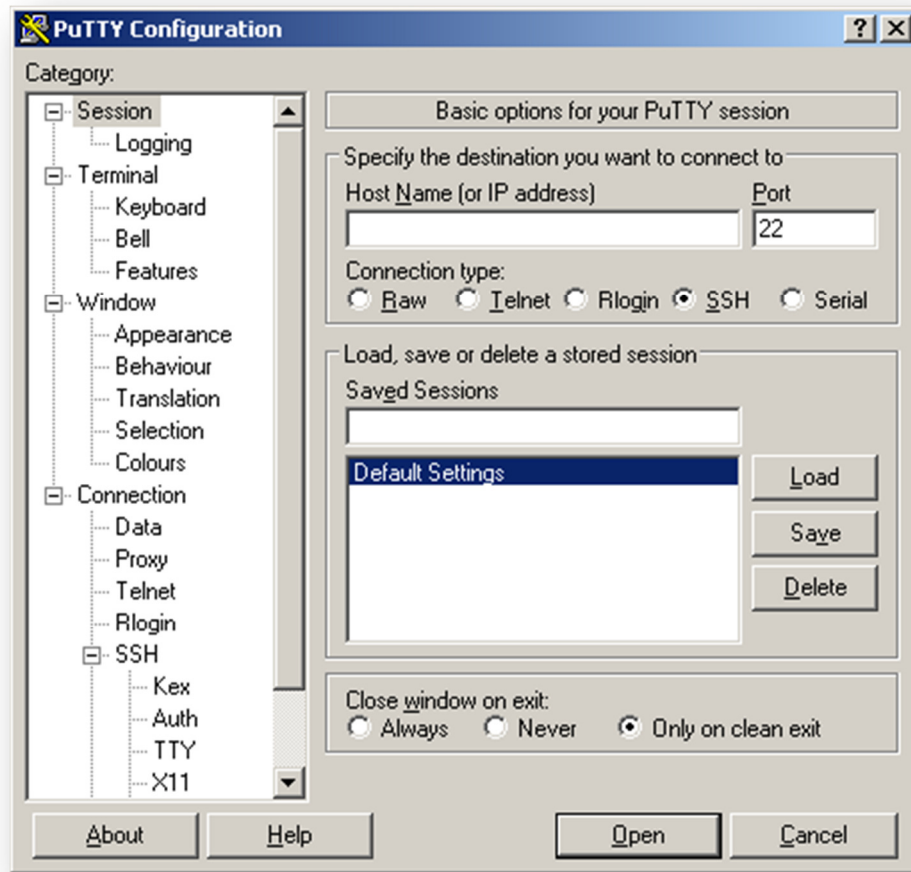 PuTTY Configuration
Category:
Session
Logging
Terminal
Keyboard
Bell
Features
Window
Appearance
Behaviour
Translation
Selection
Colours
Connection
Data
Proxy
Telnet
Rlogin
SSH
Kex
Auth
TTY
X11
Basic options for your PuTTY session
Specify the destination you want to connect to
Host Name (or IP address) Port
22
Connection type:
Raw Telnet Rlogin SSH Serial
Load, save or delete a stored session
Saved Sessions
Default Settings
Load
Save
Delete
Close window on exit:
Always Never Only on clean exit
About Help Open Cancel